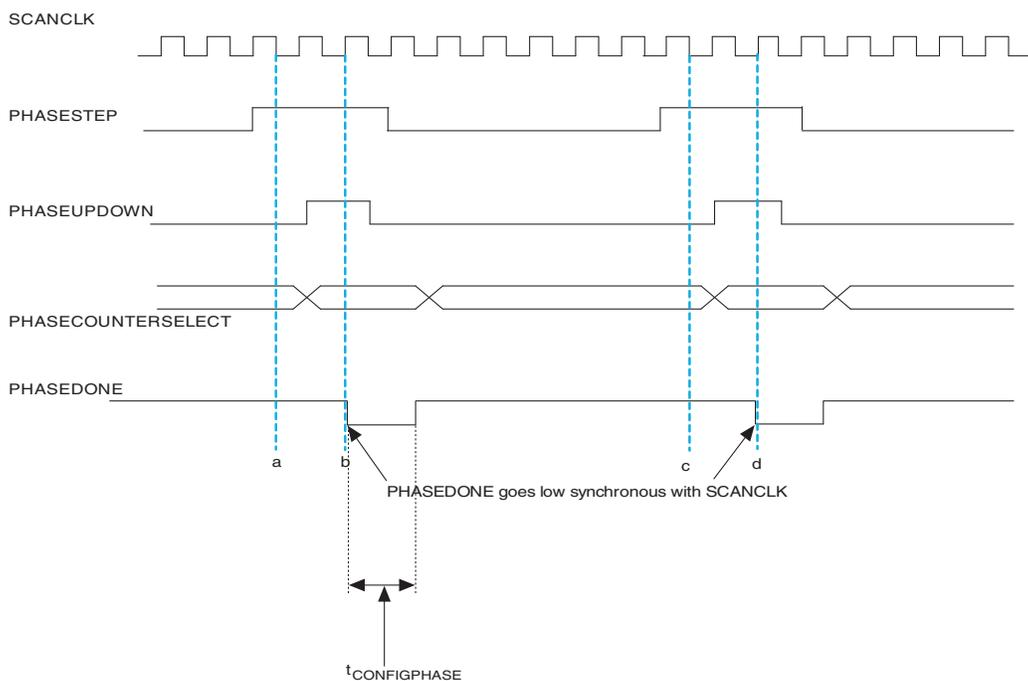 SCANCLK
PHASESTEP
PHASEUPDOWN
PHASECOUNTERSELECT
PHASEDONE
a b c d
PHASEDONE goes low synchronous with SCANCLK
tCONFIGPHASE